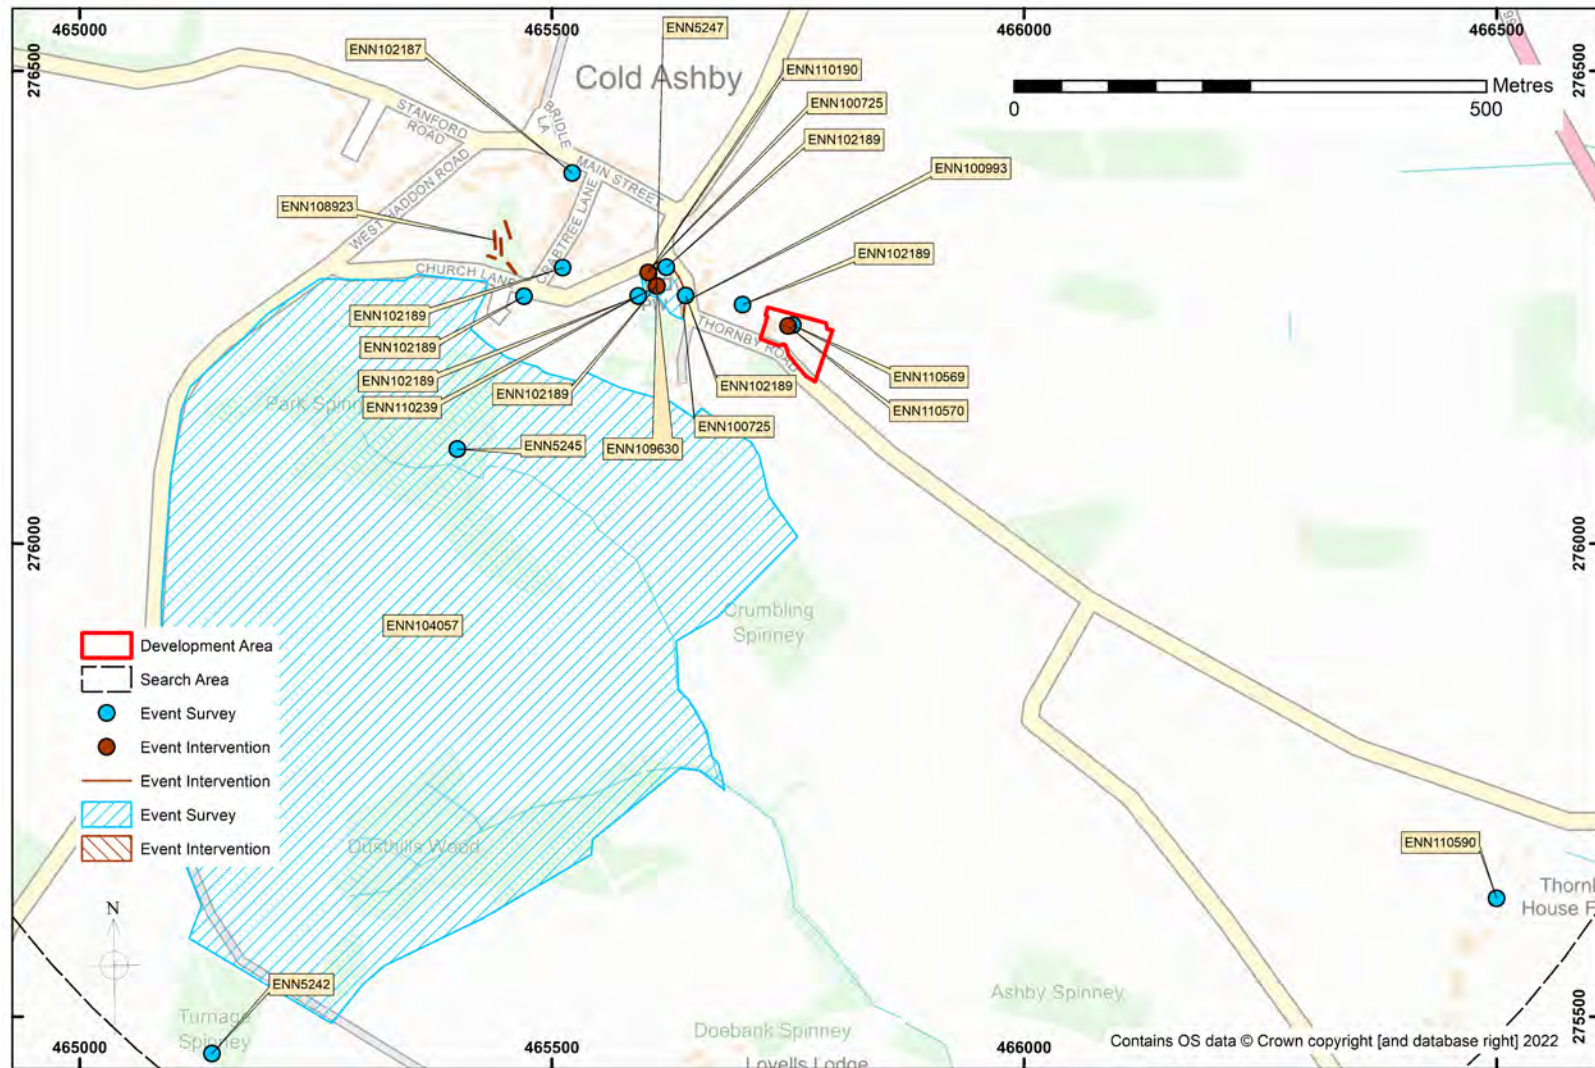 465000
465500
466000
466500
276500
276500
ENN5247
ENN102187
Cold Ashby
ENN110190
Metres
0
500
ENN100725
STANFORD
ROAD
BRIDLE
LA
ENN102189
MAIN STREET
ENN100993
WEST HADDON ROAD
CRABTREE LANE
ENN108923
ENN102189
CHURCH LANE
ENN102189
THORNBY ROAD
ENN102189
ENN102189
ENN110239
ENN102189
ENN102189
ENN110569
ENN110570
Park Spinney
ENN100725
ENN5245
ENN109630
276000
276000
ENN104057
Crumbling
Spinney
Development Area
Search Area
Event Survey
Event Intervention
Event Intervention
Event Survey
Event Intervention
Dusthills Wood
ENN110590
House F
N
ENN5242
Ashby Spinney
Spinney
Doebank Spinney
275500
275500
Contains OS data © Crown copyright [and database right] 2022
Lovells Lodge
465000
465500
466000
466500